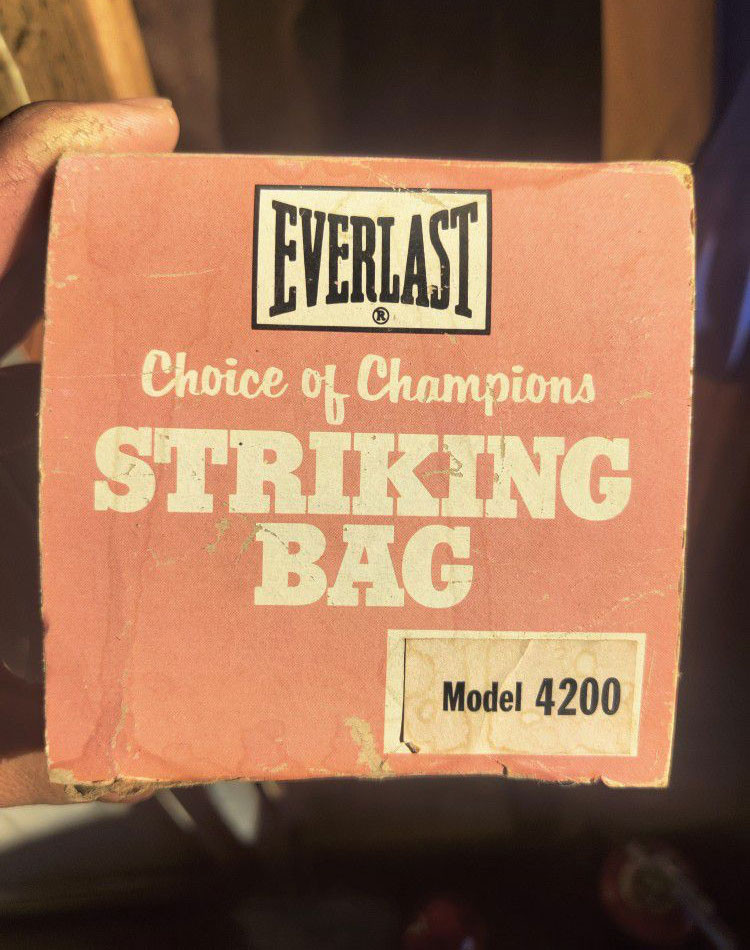 EVERLAST
®
Choice of Champions
STRIKING
BAG
Model 4200